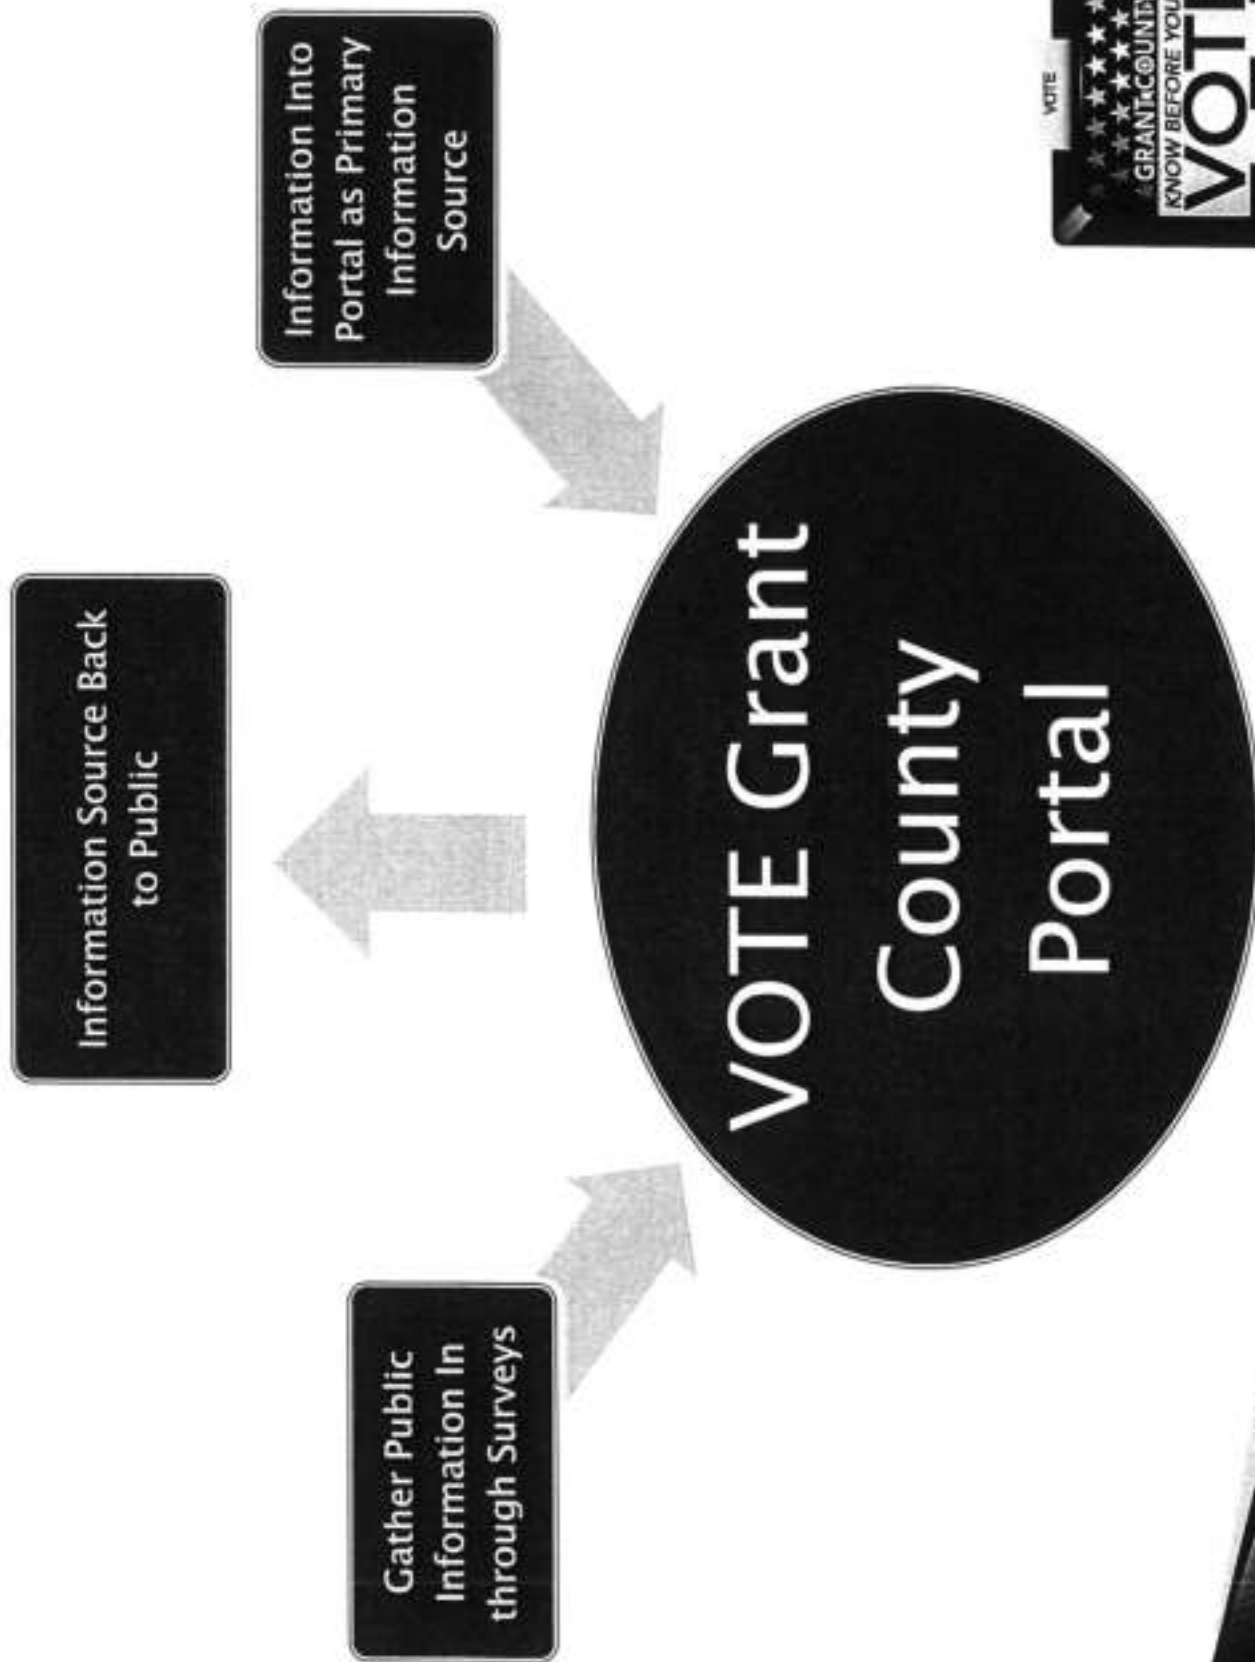 Information Source Back
to Public
Gather Public
Information In
through Surveys
Information Into
Portal as Primary
Information
Source
VOTE Grant
County
Portal
VOTE
GRANT COUNTY
KNOW BEFORE YOU